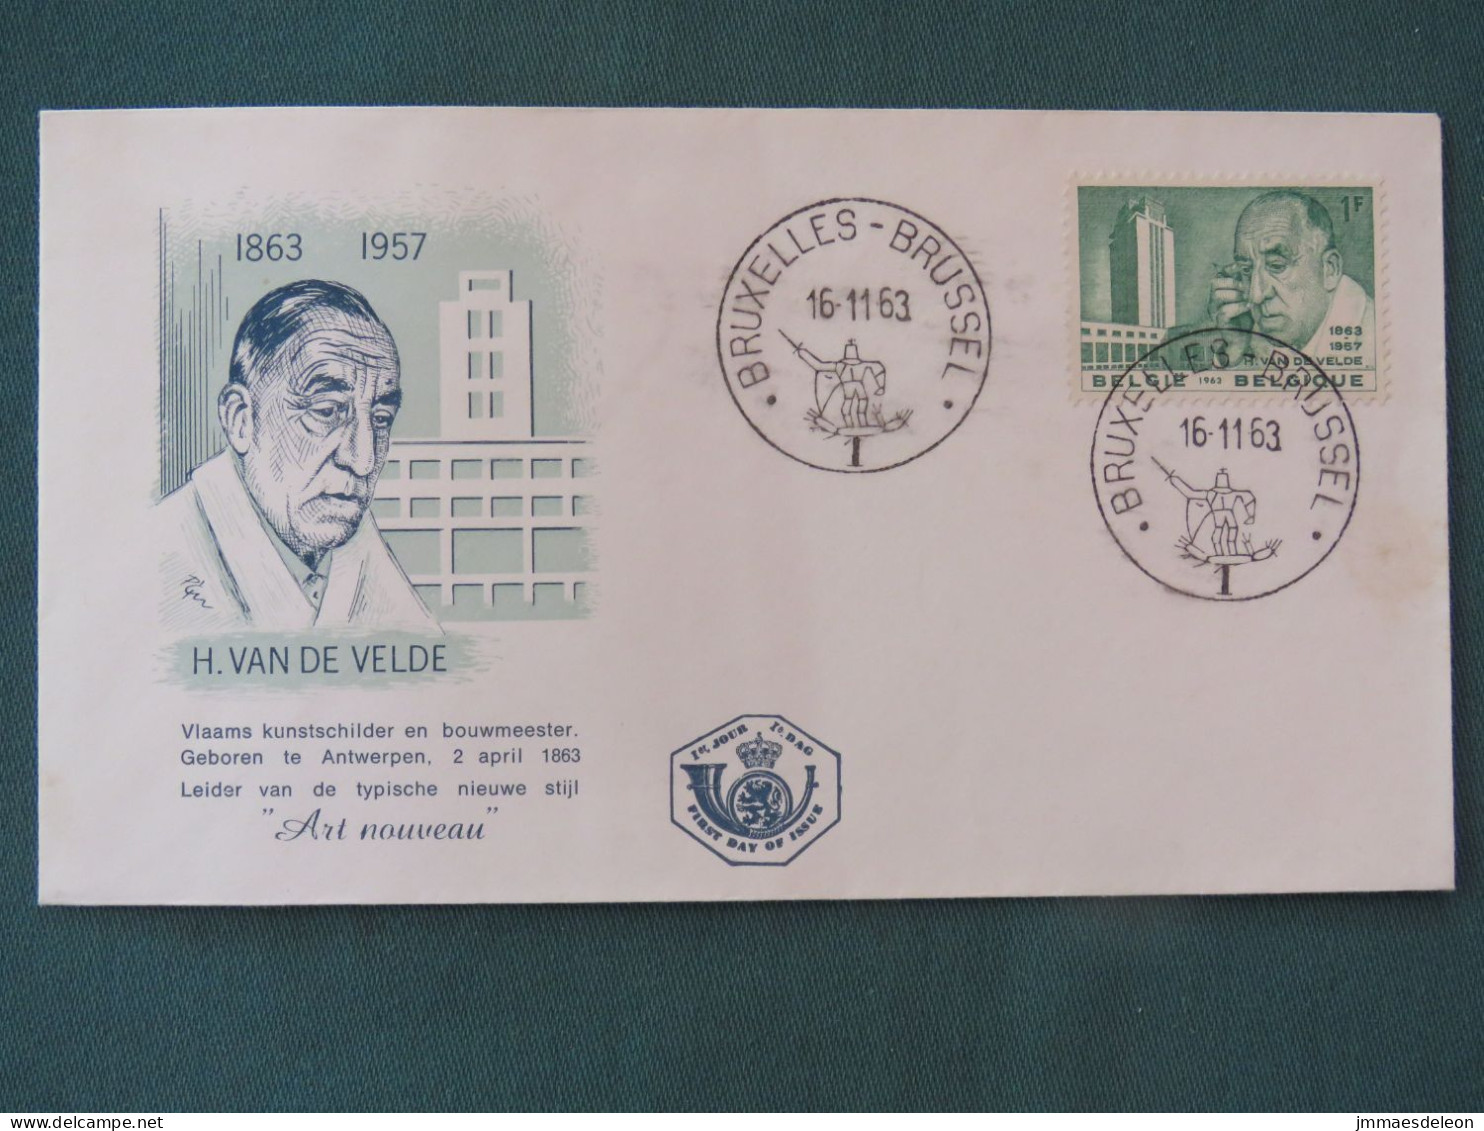 1863 1957
H. VAN DE VELDE
Vlaams kunstschilder en bouwmeester.
Geboren te Antwerpen, 2 april 1863
Leider van de typische nieuwe stijl
"Art nouveau"
1er JOUR 1e DAG
FIRST DAY OF ISSUE
BRUXELLES - BRUSSEL
16-11 63
1
1F
1863
-
1957
H. VAN DE VELDE
BELGIË 1963 BELGIQUE
BRUXELLES - BRUSSEL
16-11 63
1
delcampe.net
jmmaesdeleon